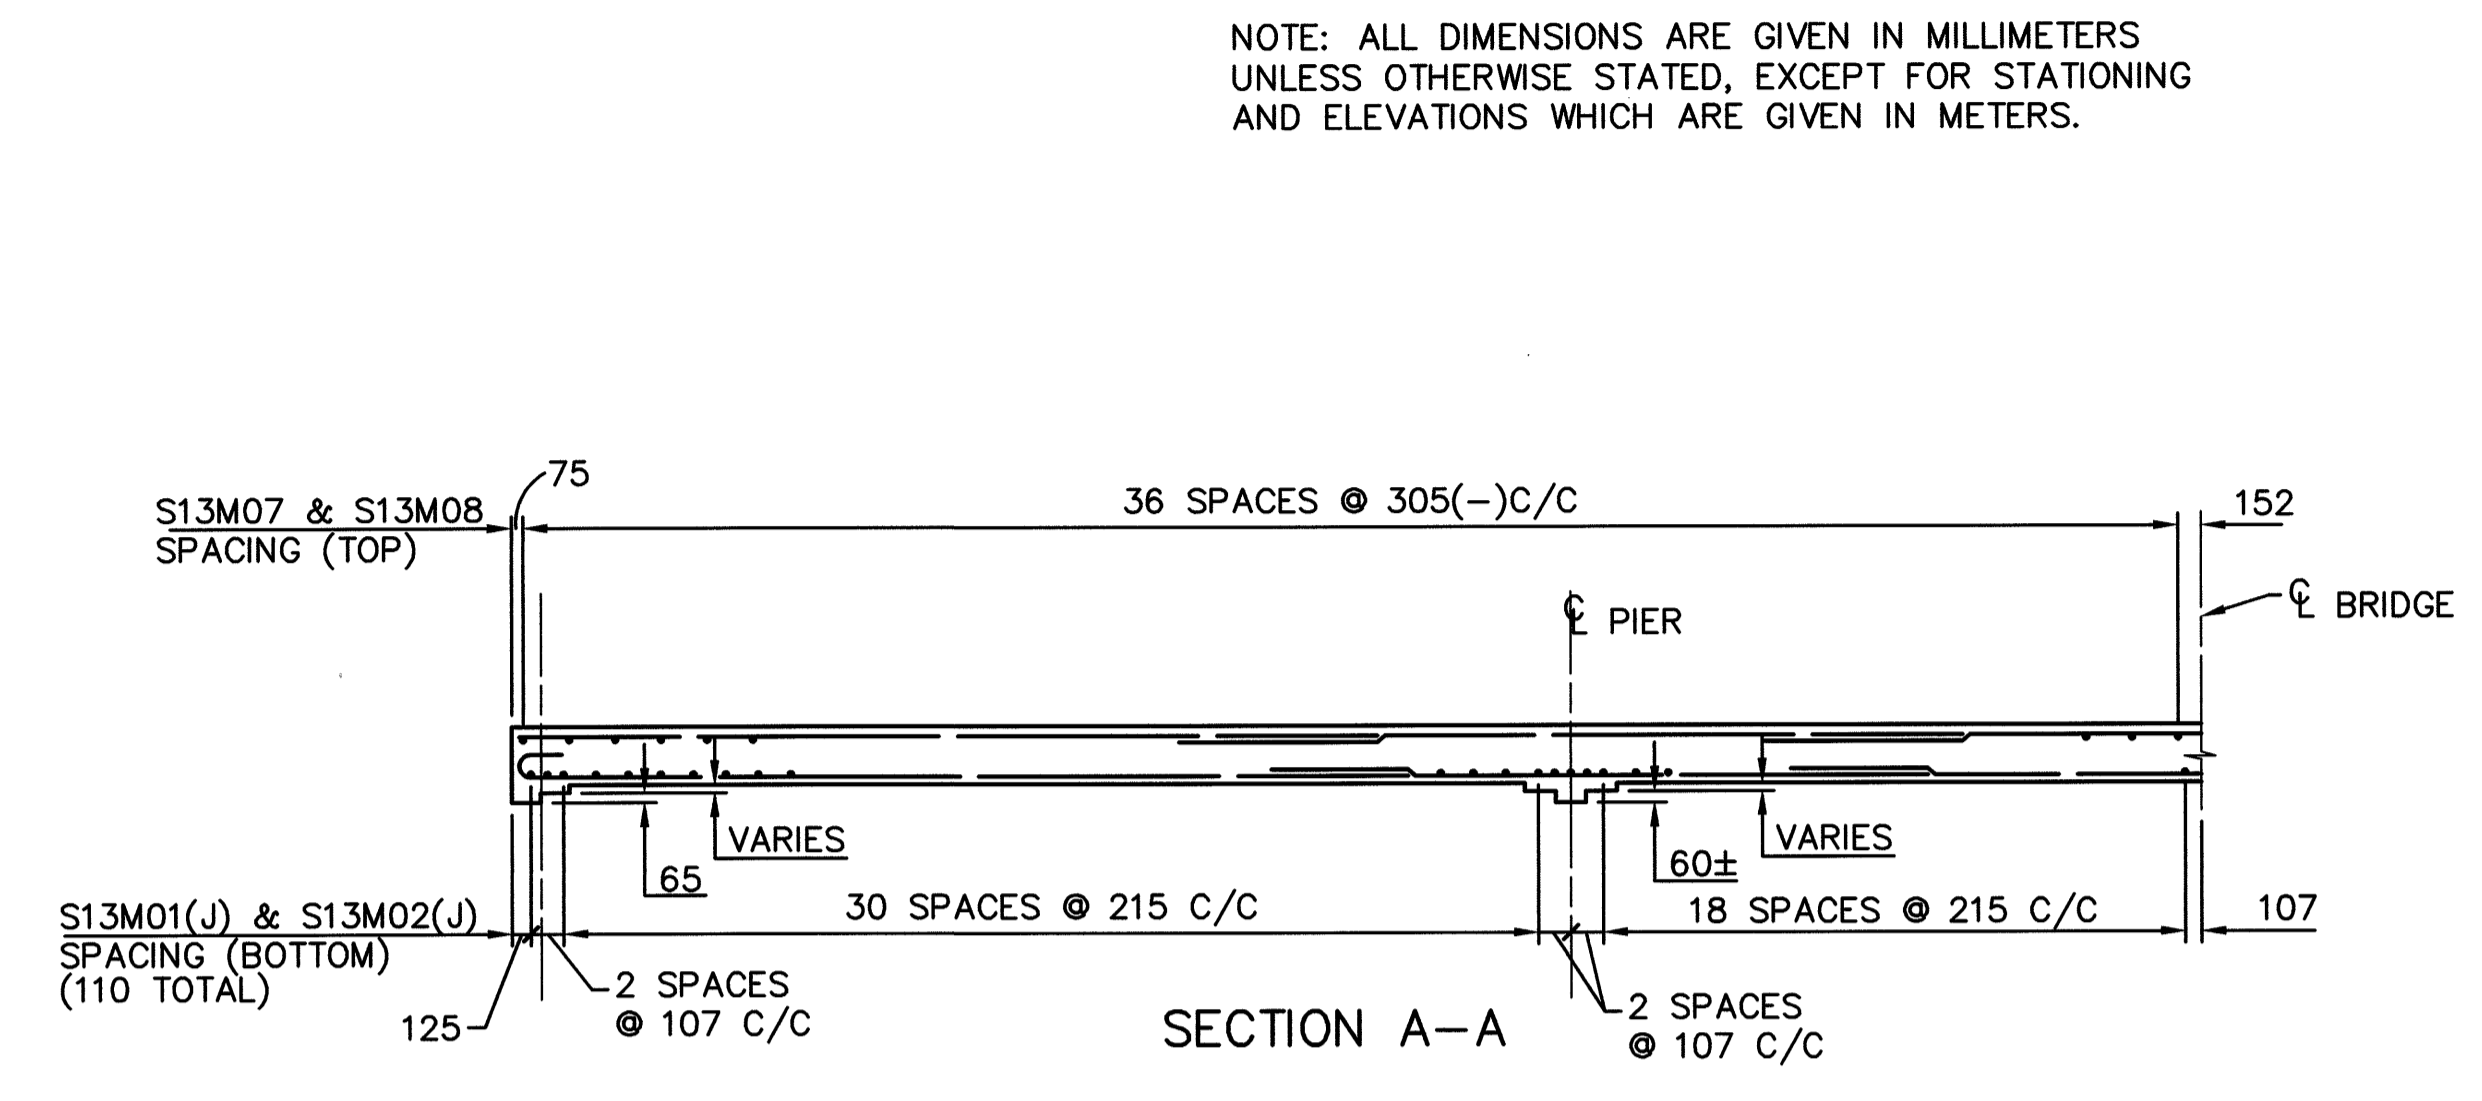 NOTE: ALL DIMENSIONS ARE GIVEN IN MILLIMETERS
UNLESS OTHERWISE STATED, EXCEPT FOR STATIONING
AND ELEVATIONS WHICH ARE GIVEN IN METERS.
75
S13M07 & S13M08
SPACING (TOP)
36 SPACES @ 305(-)C/C
152
℄ PIER
℄ BRIDGE
VARIES
65
VARIES
60±
S13M01(J) & S13M02(J)
SPACING (BOTTOM)
(110 TOTAL)
30 SPACES @ 215 C/C
18 SPACES @ 215 C/C
107
125
2 SPACES
@ 107 C/C
2 SPACES
@ 107 C/C
SECTION A-A